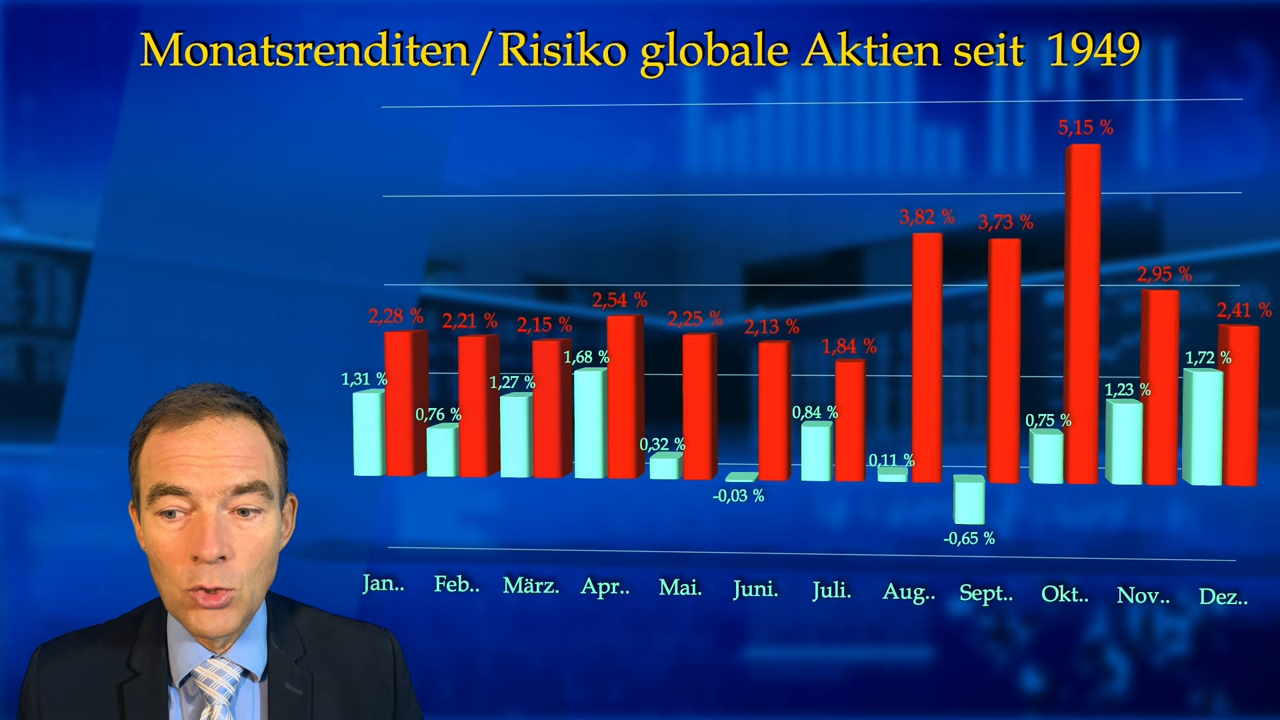 Monatsrenditen/Risiko globale Aktien seit 1949
5,15 %
3,82 % 3,73 %
2,95 %
2,28 % 2,21 % 2,15 % 2,54 % 2,25 % 2,13 % 1,84 % 2,41 %
1,31 % 0,76 % 1,27 % 1,68 % 0,32 % 0,84 % 0,11 % 0,75 % 1,23 % 1,72 %
-0,03 % -0,65 %
Jan.. Feb.. März. Apr.. Mai. Juni. Juli. Aug.. Sept.. Okt.. Nov.. Dez..